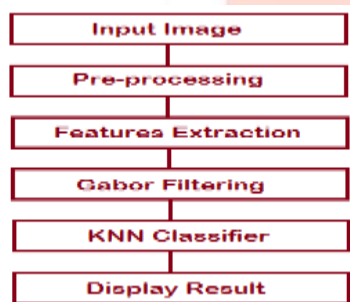 Input Image
Pre-processing
Features Extraction
Gabor Filtering
KNN Classifier
Display Result